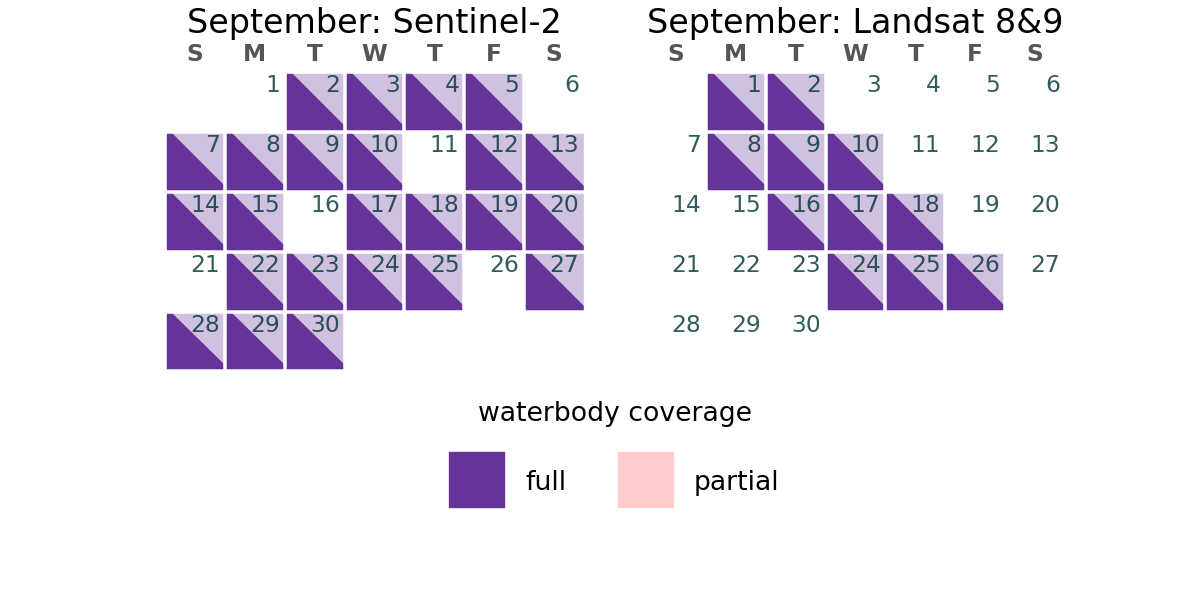 September: Sentinel-2
S M T W T F S
1 2 3 4 5 6
7 8 9 10 11 12 13
14 15 16 17 18 19 20
21 22 23 24 25 26 27
28 29 30
September: Landsat 8&9
S M T W T F S
1 2 3 4 5 6
7 8 9 10 11 12 13
14 15 16 17 18 19 20
21 22 23 24 25 26 27
28 29 30
waterbody coverage
full partial